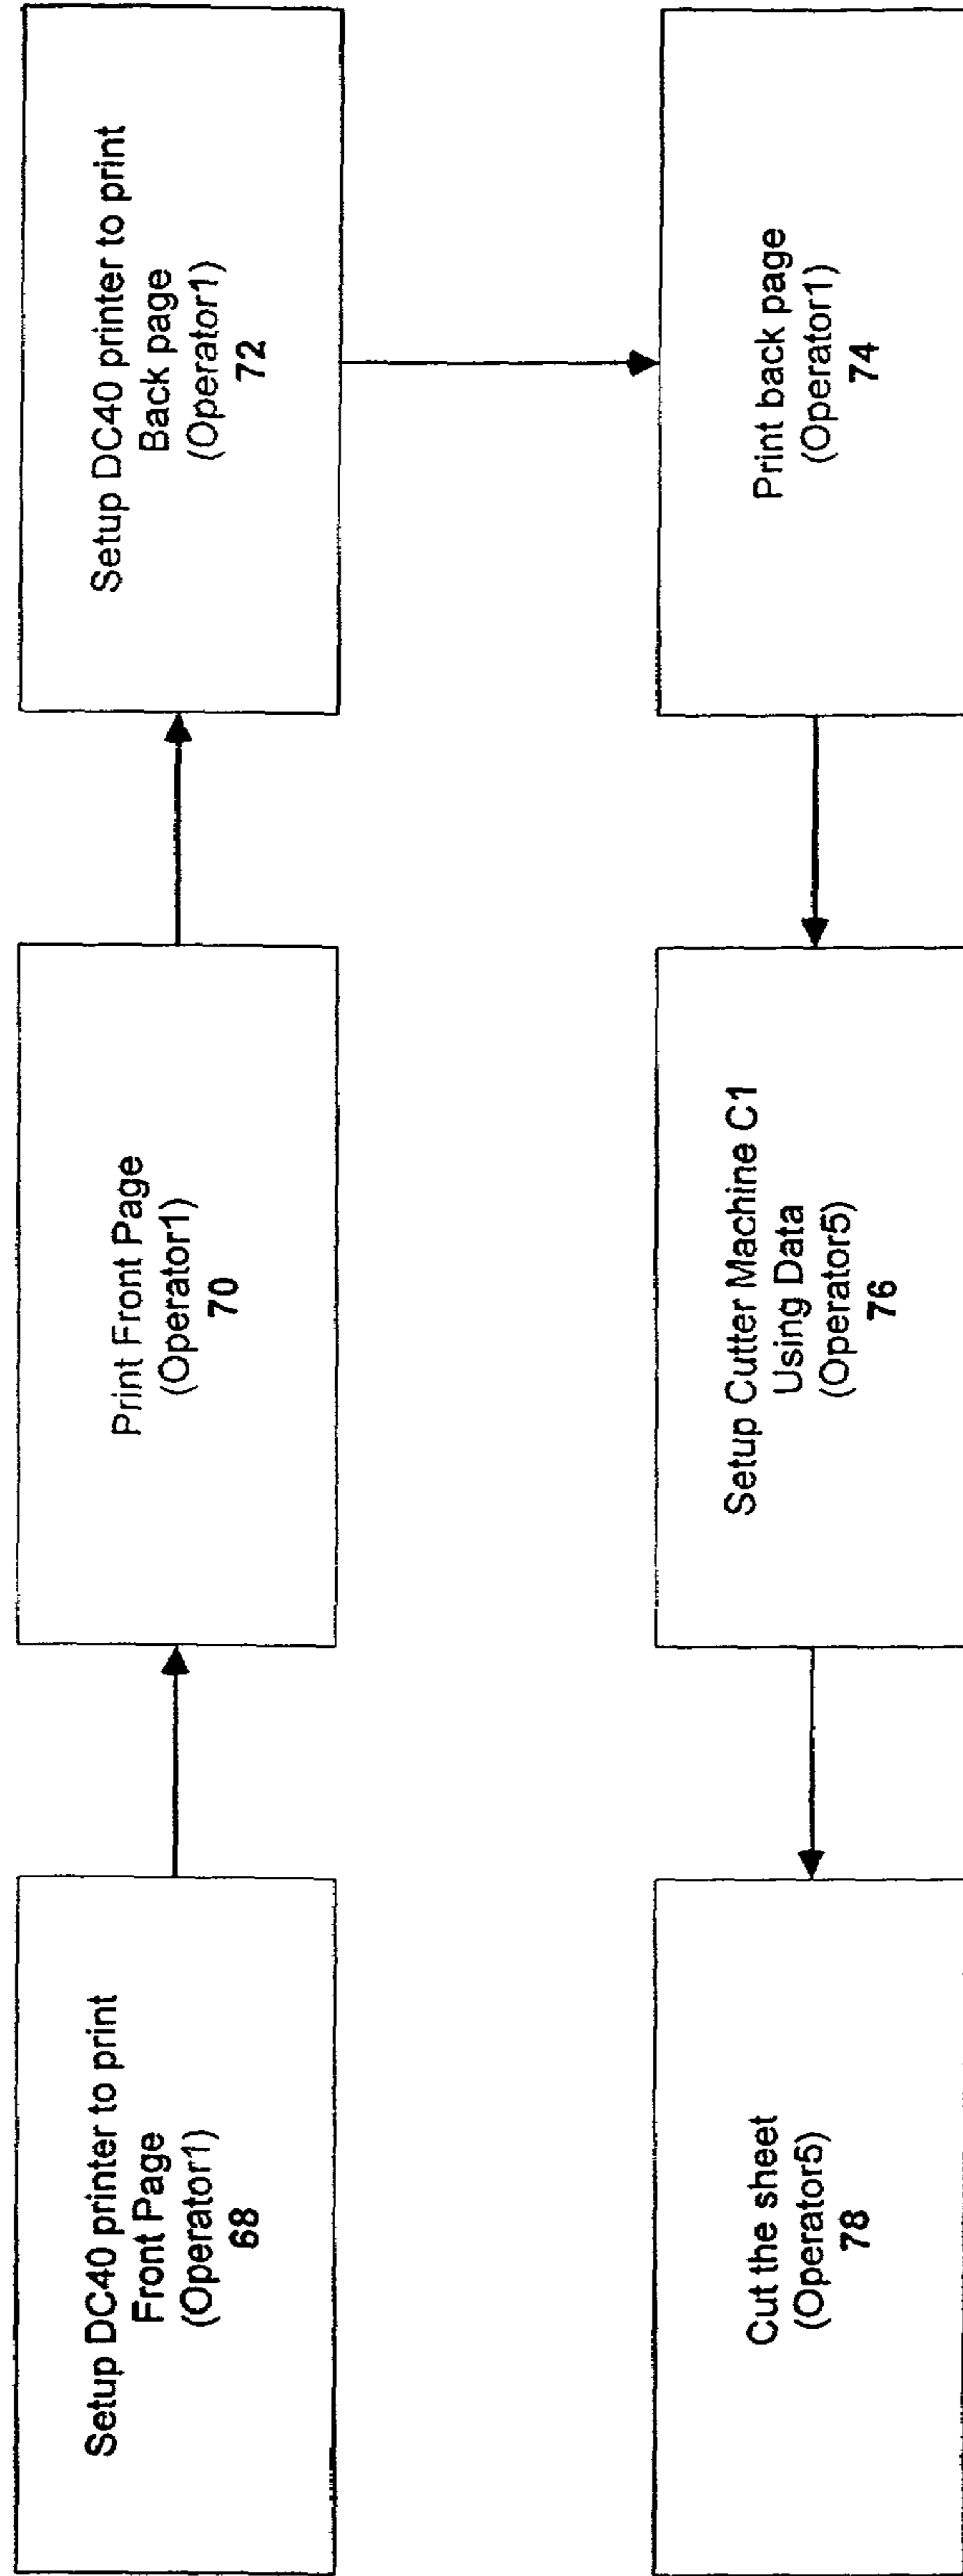 Setup DC40 printer to print
Front Page
(Operator1)
68
Print Front Page
(Operator1)
70
Setup DC40 printer to print
Back page
(Operator1)
72
Print back page
(Operator1)
74
Setup Cutter Machine C1
Using Data
(Operator5)
76
Cut the sheet
(Operator5)
78